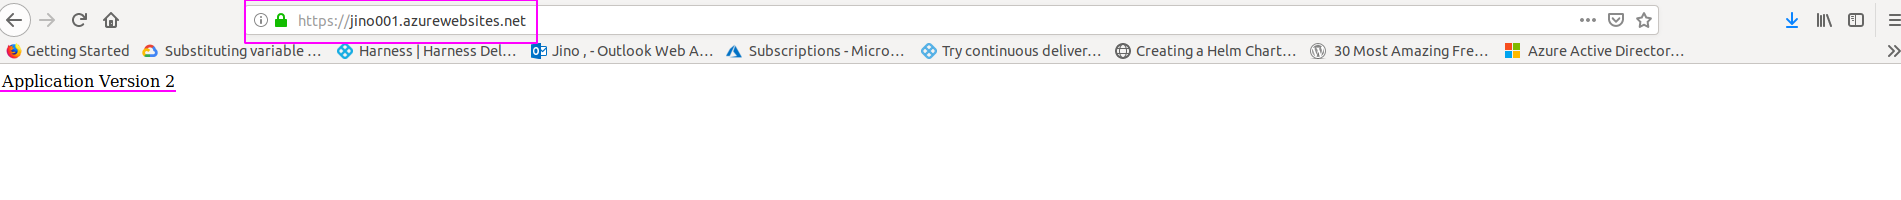 https://jino001.azurewebsites.net
Getting Started Substituting variable ... Harness | Harness Del... Jino , - Outlook Web A... Subscriptions - Micro... Try continuous deliver... Creating a Helm Chart... 30 Most Amazing Fre... Azure Active Director...
Application Version 2